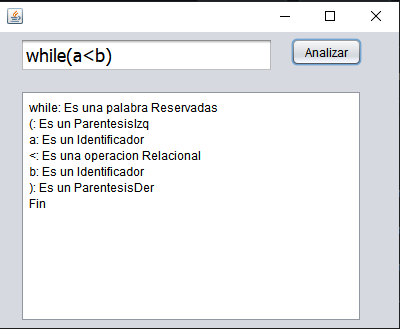 while(a<b)
Analizar
while: Es una palabra Reservadas
(: Es un ParentesisIzq
a: Es un Identificador
<: Es una operacion Relacional
b: Es un Identificador
): Es un ParentesisDer
Fin